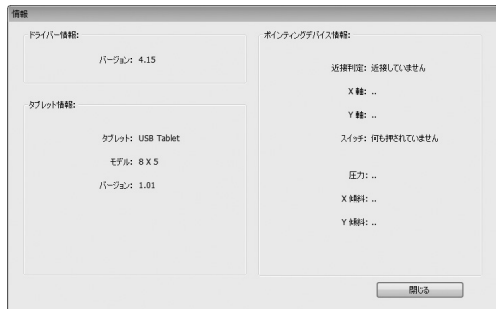 情報
ドライバー情報:
バージョン: 4.15
タブレット情報:
タブレット: USB Tablet
モデル: 8 X 5
バージョン: 1.01
ポインティングデバイス情報:
近接判定: 近接していません
X 軸: ..
Y 軸: ..
スイッチ: 何も押されていません
圧力: ..
X 傾斜: ..
Y 傾斜: ..
閉じる